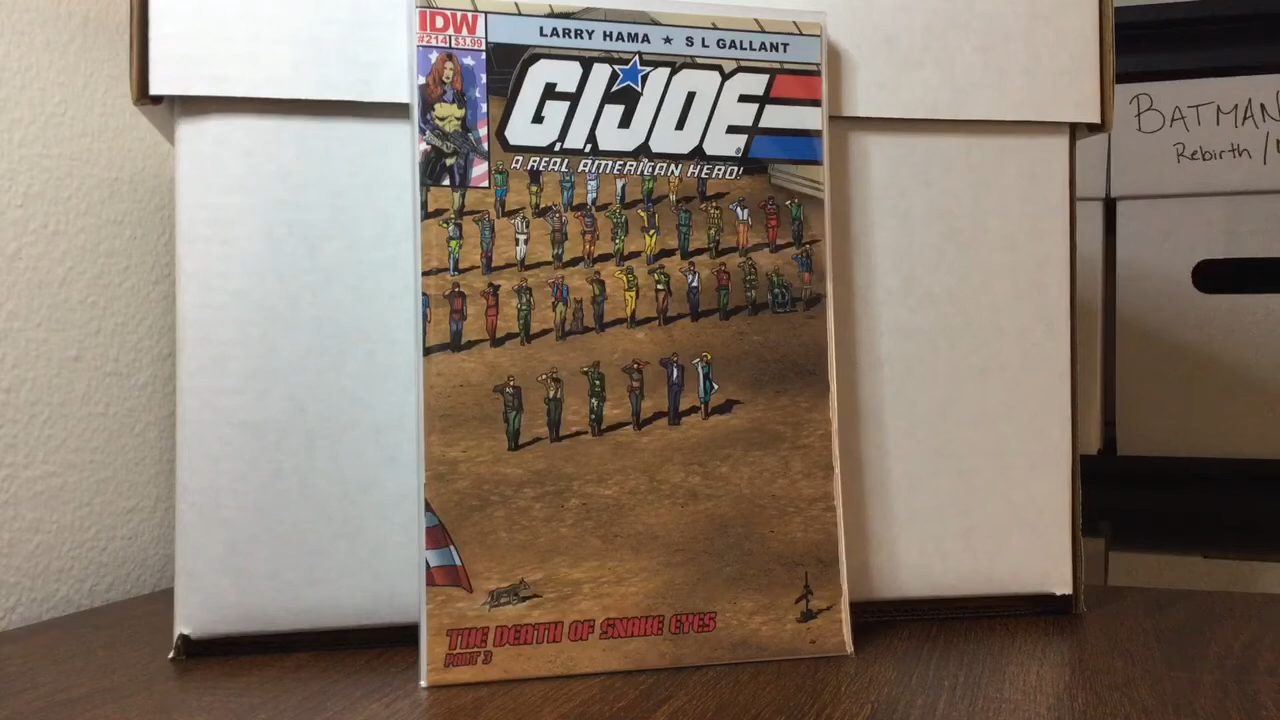 IDW
#214 $3.99
LARRY HAMA ★ S L GALLANT
G.I.JOE
A REAL AMERICAN HERO!
THE DEATH OF SNAKE EYES
PART 3
BATMAN
Rebirth /